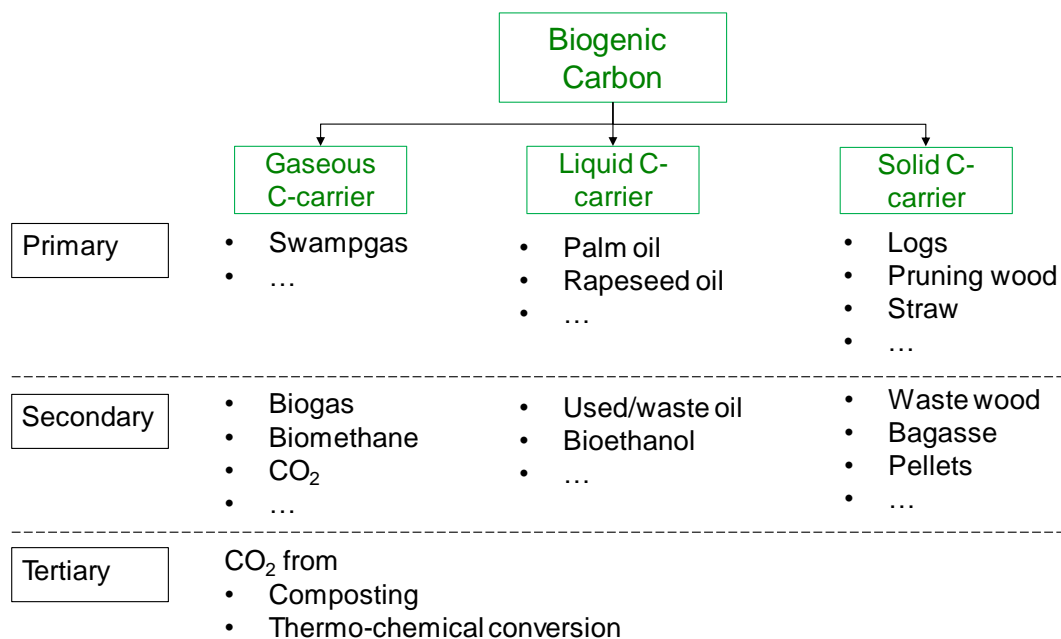 Biogenic
Carbon
Gaseous
C-carrier
Liquid C-
carrier
Solid C-
carrier
Primary
• Swampgas
• …
• Palm oil
• Rapeseed oil
• …
• Logs
• Pruning wood
• Straw
• …
Secondary
• Biogas
• Biomethane
• CO₂
• …
• Used/waste oil
• Bioethanol
• …
• Waste wood
• Bagasse
• Pellets
• …
Tertiary
CO₂ from
• Composting
• Thermo-chemical conversion